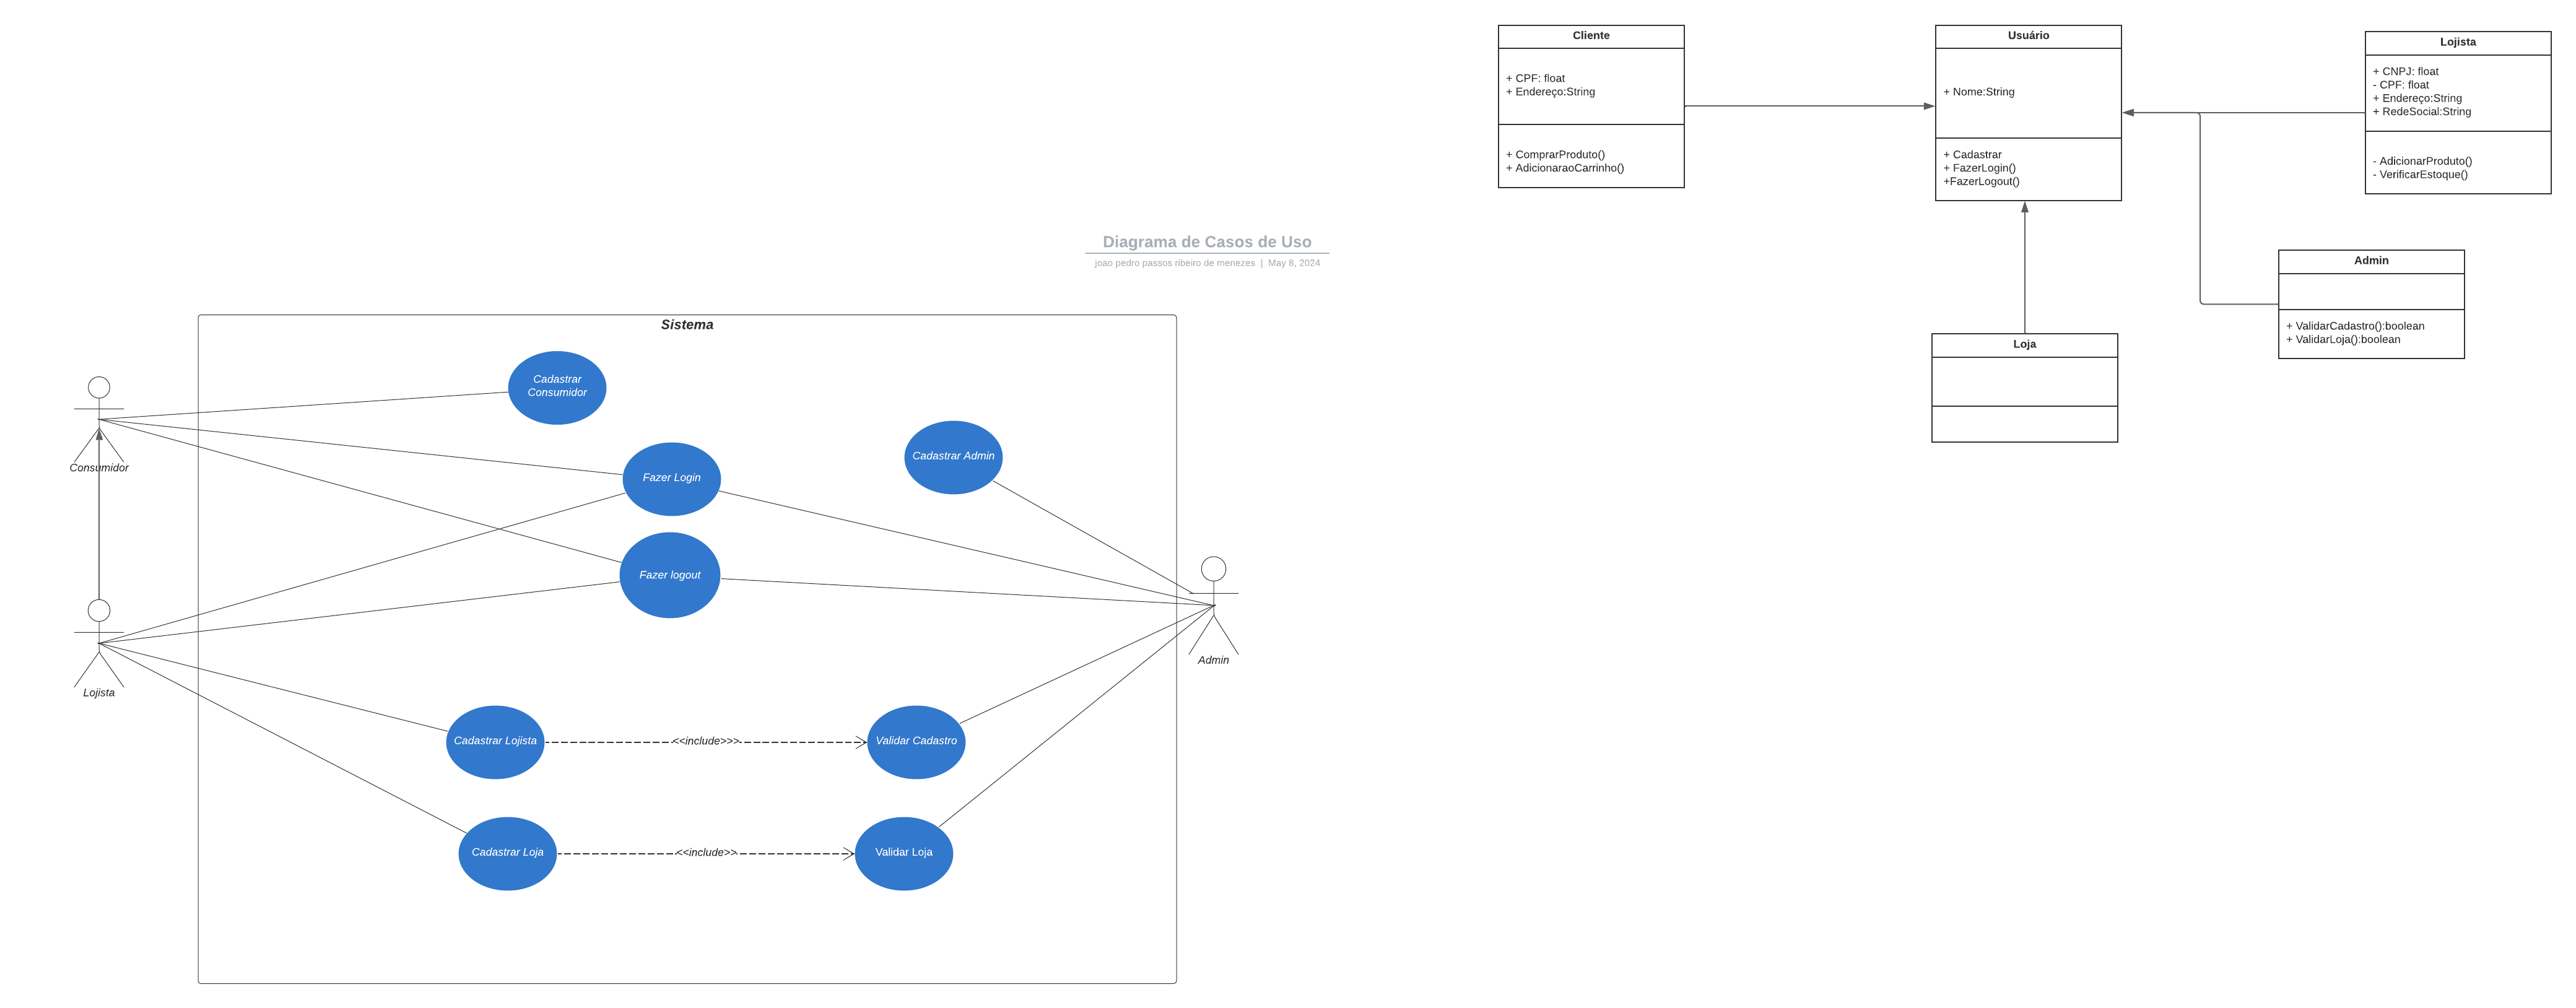 Diagrama de Casos de Uso
joao pedro passos ribeiro de menezes | May 8, 2024
Sistema
Cadastrar
Consumidor
Consumidor
Fazer Login
Cadastrar Admin
Fazer logout
Admin
Lojista
Cadastrar Lojista
<<include>>>
Validar Cadastro
Cadastrar Loja
<<include>>
Validar Loja
Cliente
+ CPF: float
+ Endereço:String
+ ComprarProduto()
+ AdicionaraoCarrinho()
Usuário
+ Nome:String
+ Cadastrar
+ FazerLogin()
+FazerLogout()
Lojista
+ CNPJ: float
- CPF: float
+ Endereço:String
+ RedeSocial:String
- AdicionarProduto()
- VerificarEstoque()
Admin
+ ValidarCadastro():boolean
+ ValidarLoja():boolean
Loja